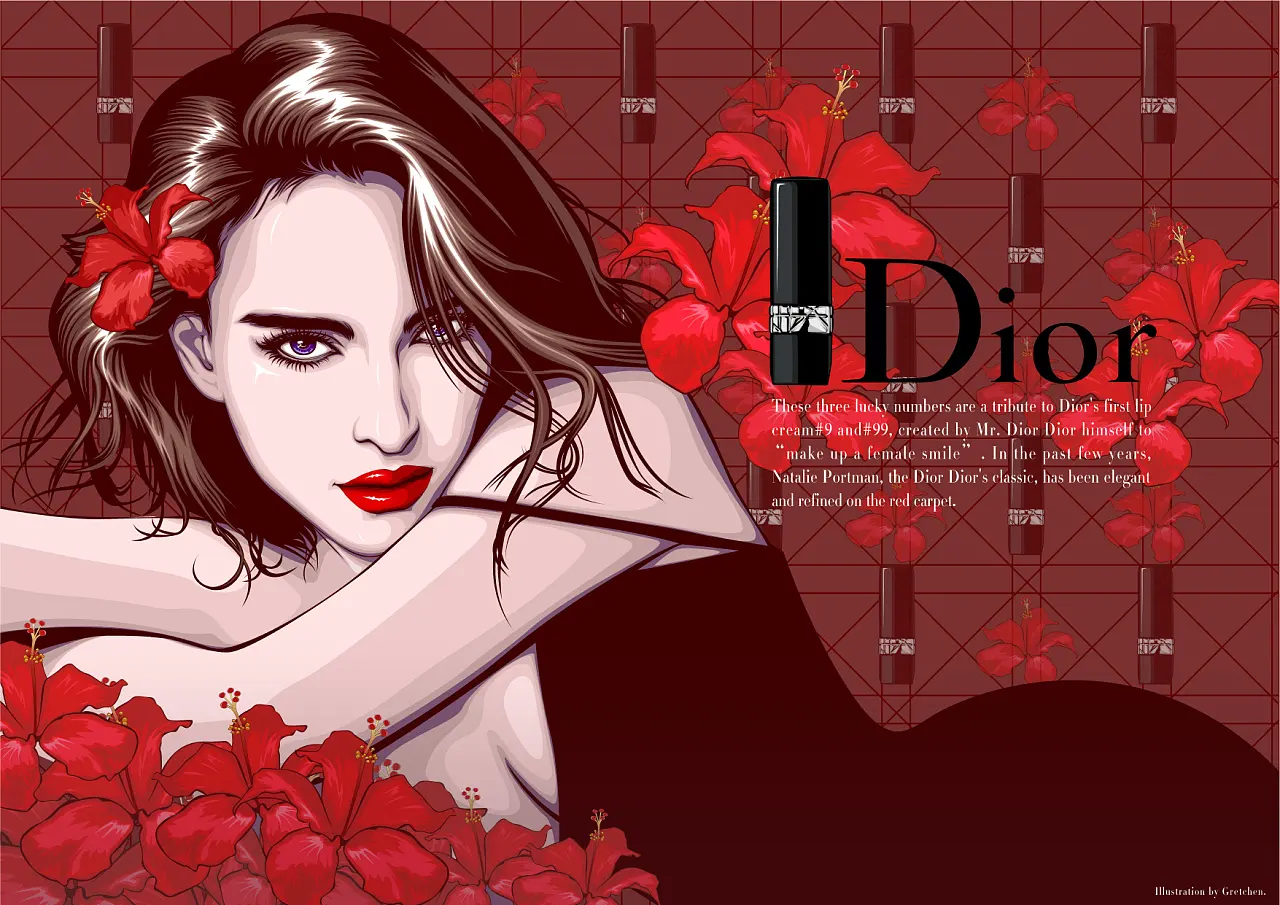 Dior
These three lucky numbers are a tribute to Dior's first lip
cream#9 and#99, created by Mr. Dior Dior himself to
“make up a female smile” . In the past few years,
Natalie Portman, the Dior Dior's classic, has been elegant
and refined on the red carpet.
Illustration by Gretchen.